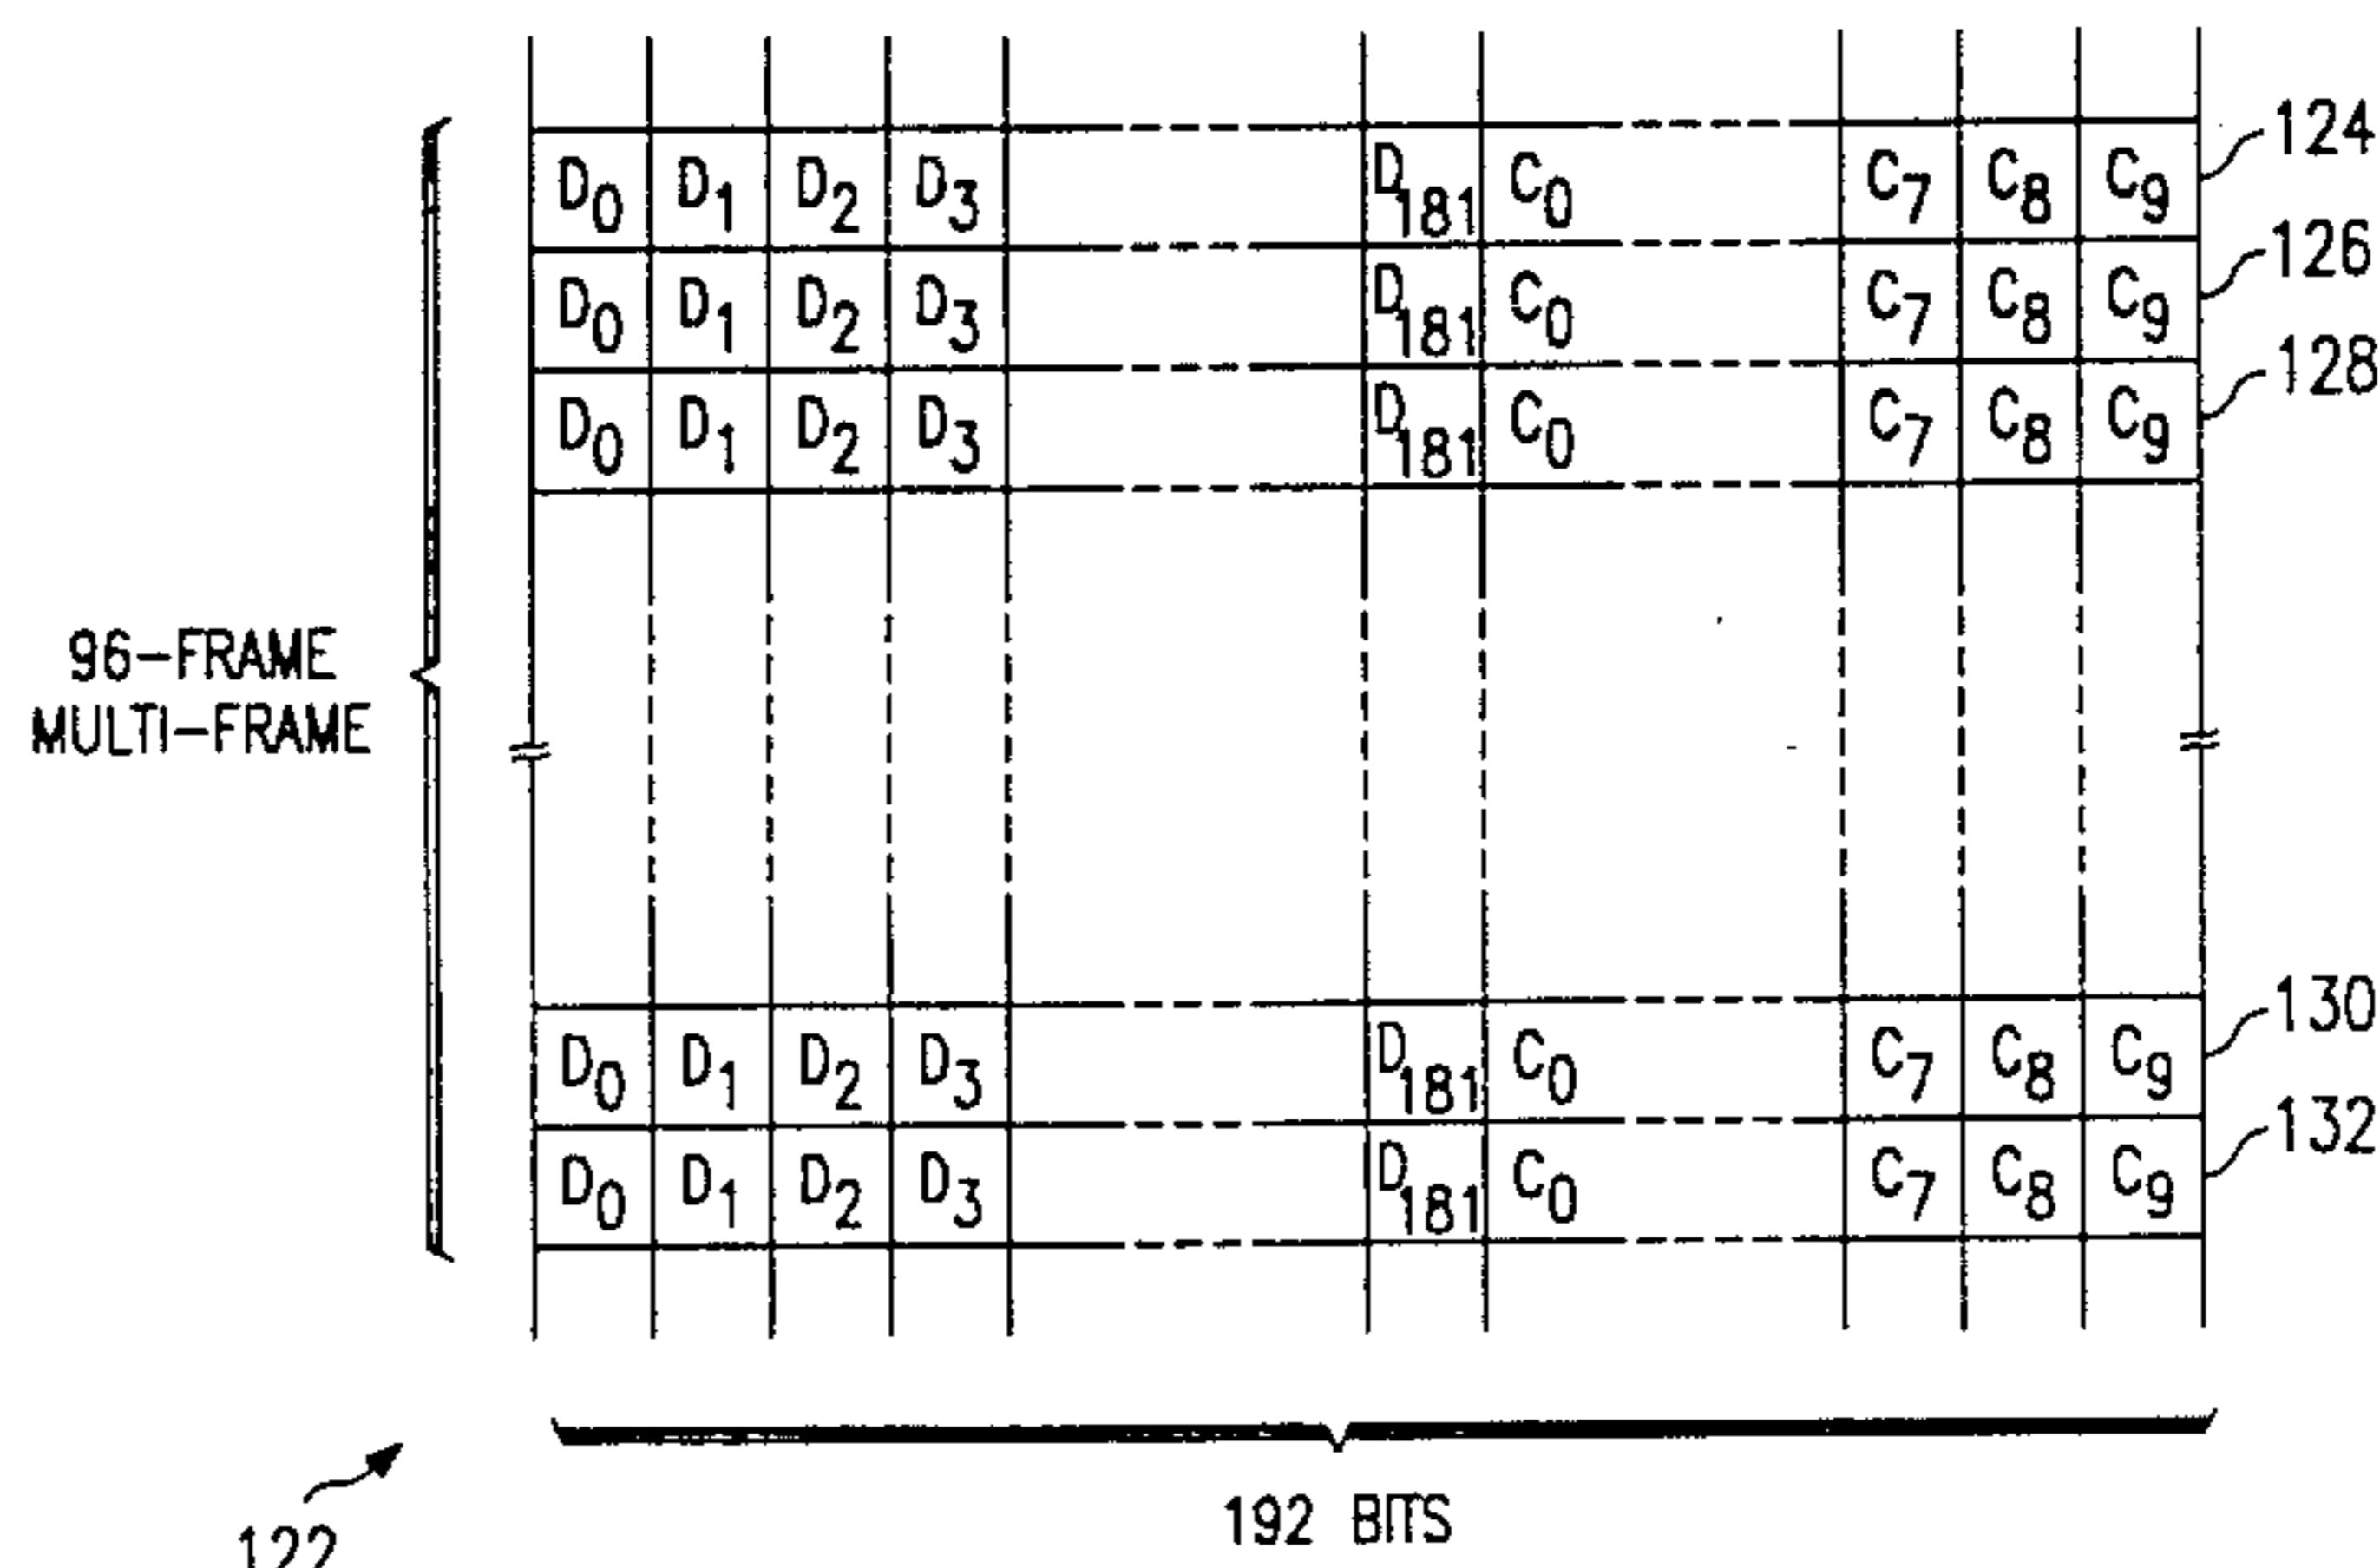 D0 D1 D2 D3 D181 C0 C7 C8 C9 124
D0 D1 D2 D3 D181 C0 C7 C8 C9 126
D0 D1 D2 D3 D181 C0 C7 C8 C9 128
96-FRAME
MULTI-FRAME
D0 D1 D2 D3 D181 C0 C7 C8 C9 130
D0 D1 D2 D3 D181 C0 C7 C8 C9 132
192 BITS
122